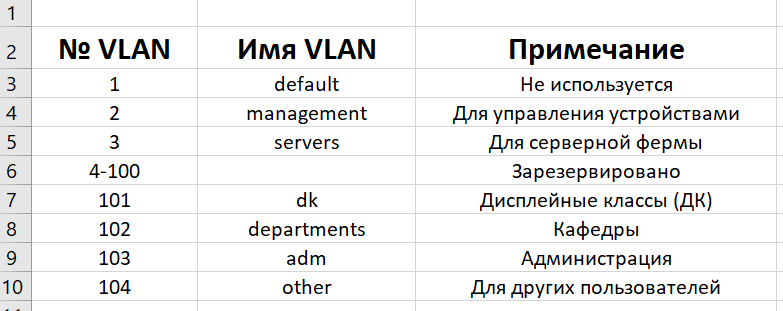 1
2 № VLAN Имя VLAN Примечание
3 1 default Не используется
4 2 management Для управления устройствами
5 3 servers Для серверной фермы
6 4-100 Зарезервировано
7 101 dk Дисплейные классы (ДК)
8 102 departments Кафедры
9 103 adm Администрация
10 104 other Для других пользователей